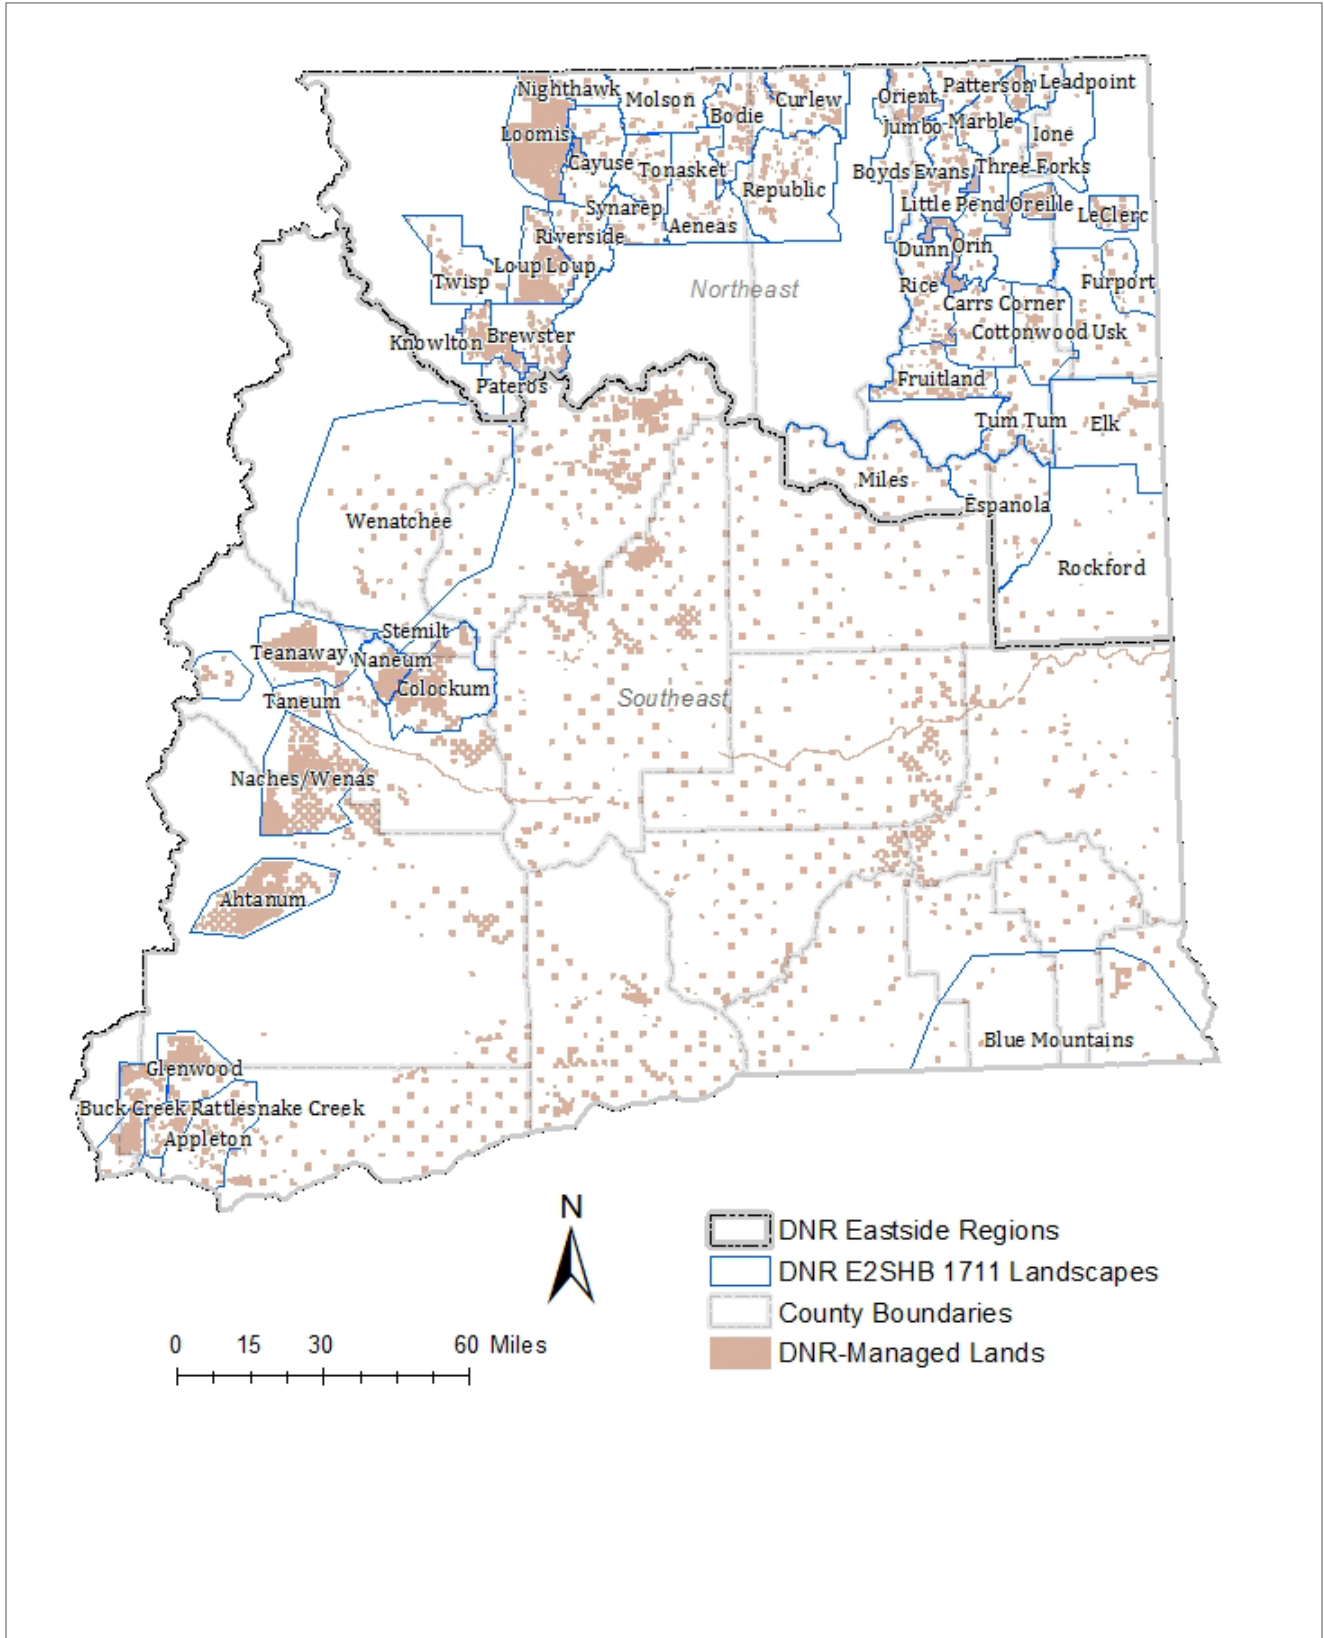 Nighthawk
Molson
Bodie
Curlew
Orient
Patterson
Leadpoint
Loomis
Jumbo
Marble
Ione
Cayuse
Tonasket
Republic
Boyds
Evans
Three Forks
Synarep
Aeneas
Little Pend Oreille
LeClerc
Riverside
Dunn
Orin
Loup Loup
Twisp
Northeast
Rice
Furport
Carrs Corner
Knowlton
Brewster
Cottonwood
Usk
Pateros
Fruitland
Tum Tum
Elk
Miles
Espanola
Wenatchee
Rockford
Stemilt
Teanaway
Naneum
Colockum
Taneum
Southeast
Naches/Wenas
Ahtanum
Blue Mountains
Glenwood
Buck Creek
Rattlesnake Creek
Appleton
N
DNR Eastside Regions
DNR E2SHB 1711 Landscapes
County Boundaries
DNR-Managed Lands
0 15 30 60 Miles